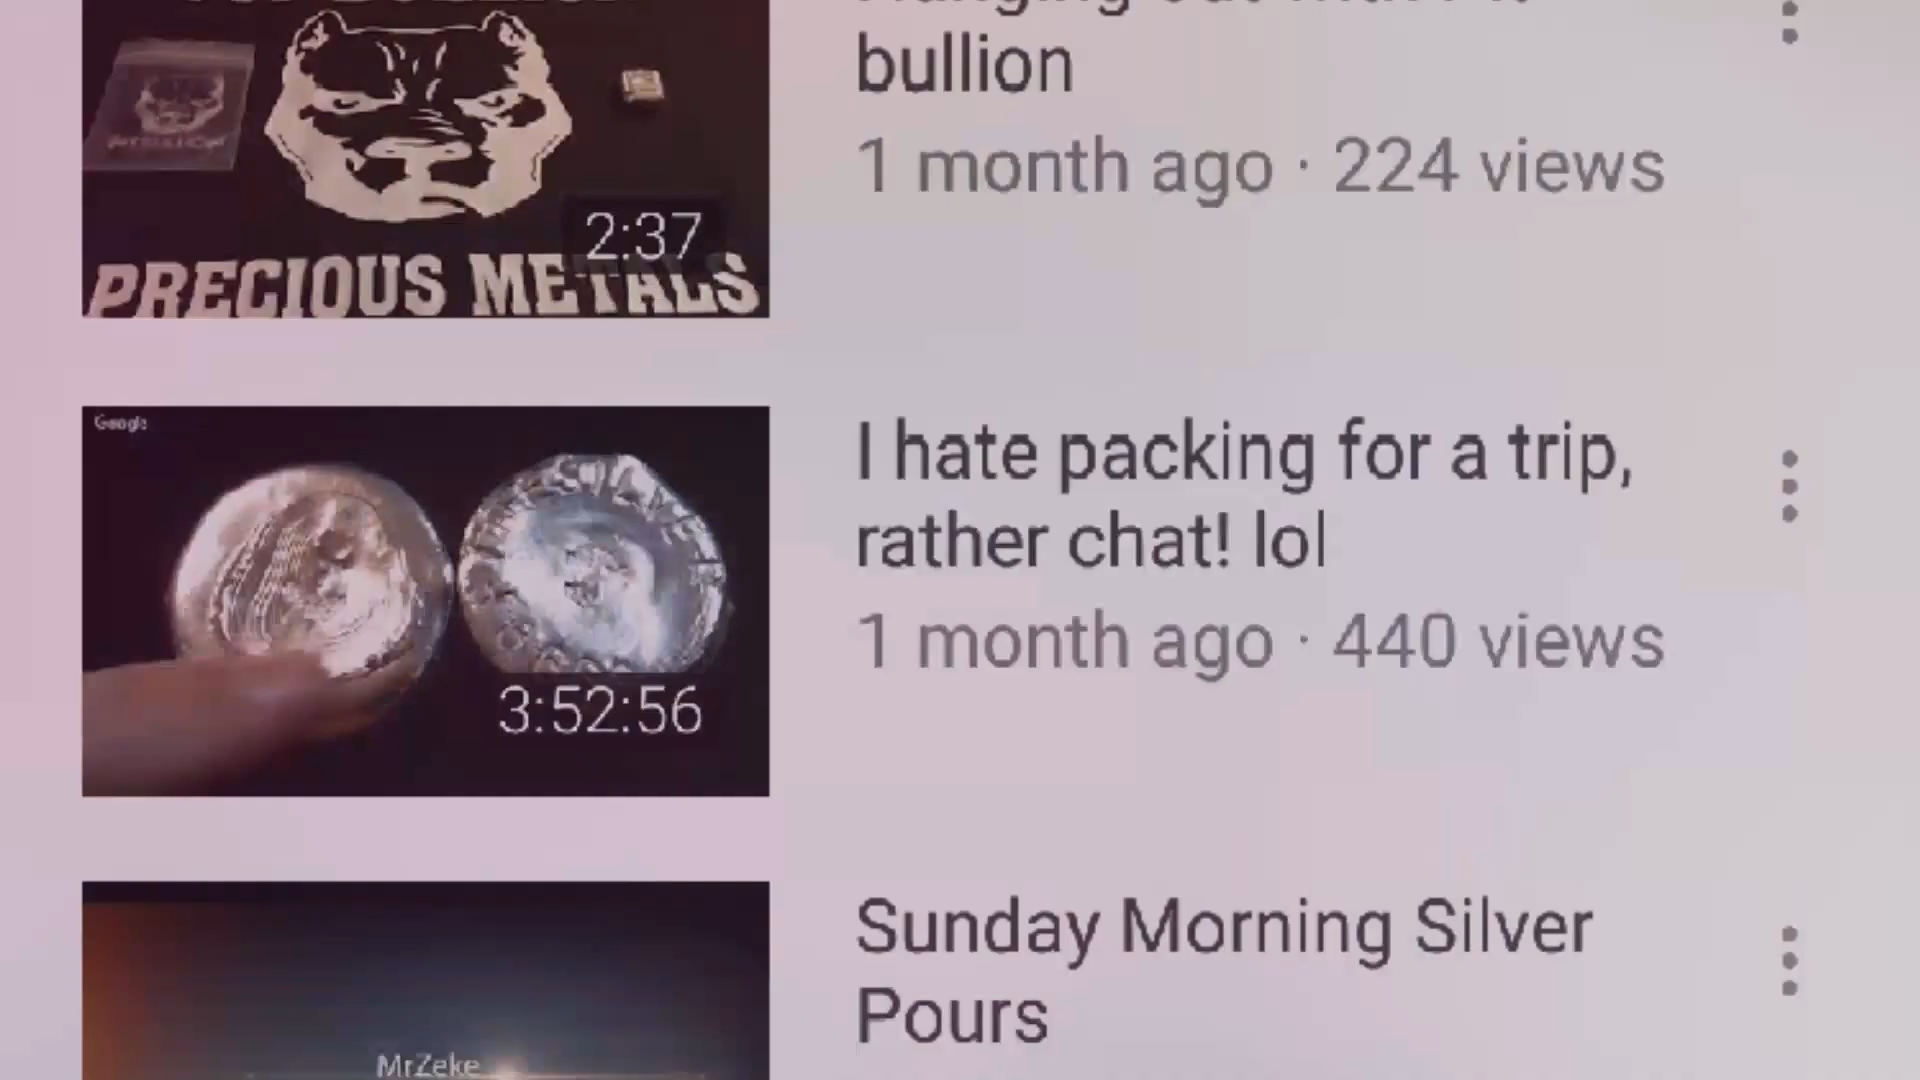 bullion
1 month ago · 224 views
2:37
PRECIOUS METALS
Google
I hate packing for a trip,
rather chat! lol
1 month ago · 440 views
3:52:56
Sunday Morning Silver
Pours
MrZeke